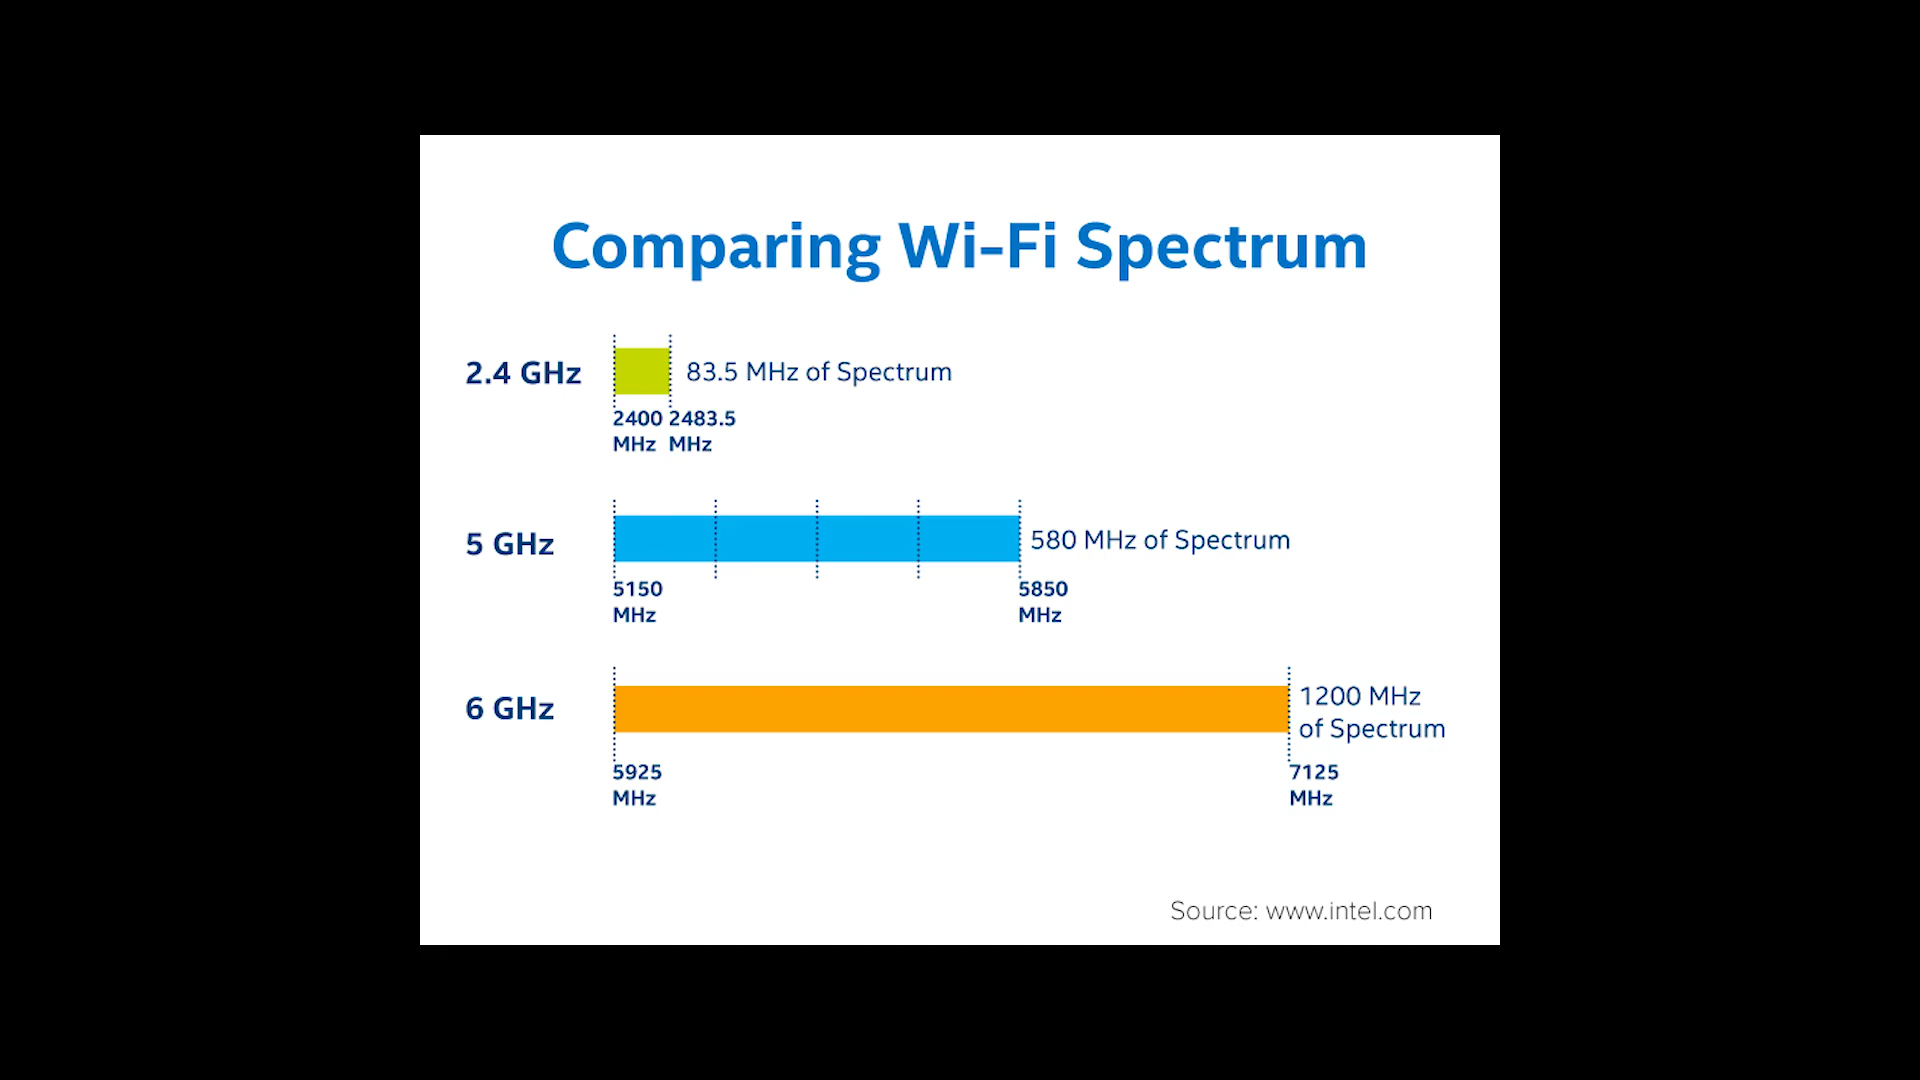 Comparing Wi-Fi Spectrum
2.4 GHz
83.5 MHz of Spectrum
2400 2483.5
MHz MHz
5 GHz
580 MHz of Spectrum
5150 5850
MHz MHz
6 GHz
1200 MHz
of Spectrum
5925 7125
MHz MHz
Source: www.intel.com